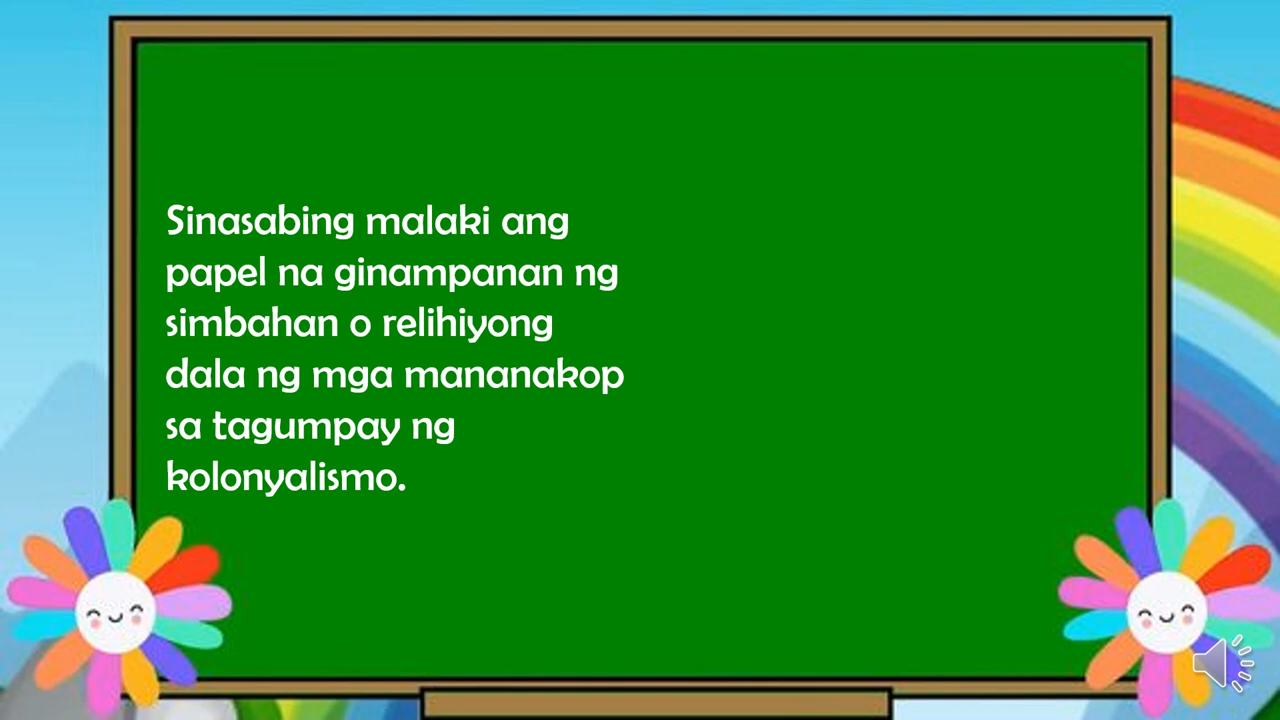 Sinasabing malaki ang
papel na ginampanan ng
simbahan o relihiyong
dala ng mga mananakop
sa tagumpay ng
kolonyalismo.